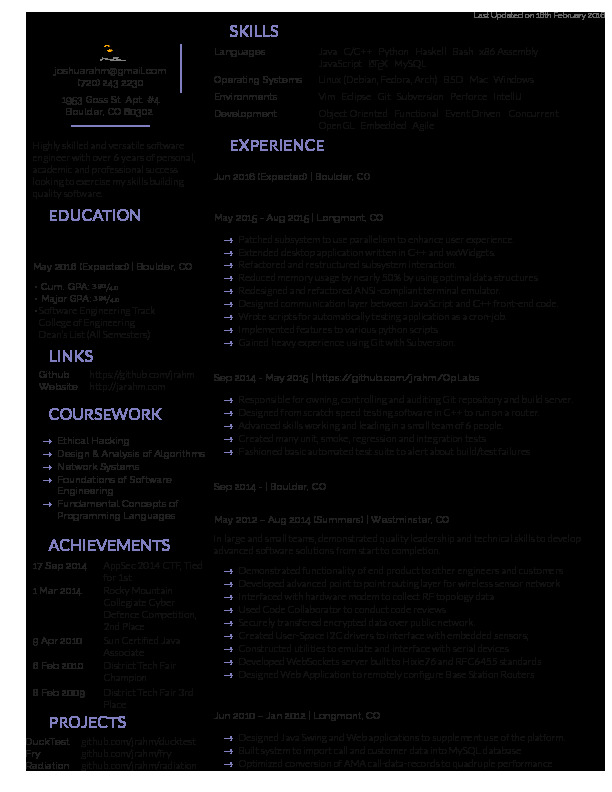 Last Updated on 18th February 2016
joshuarahm@gmail.com
(720) 243 2230
1953 Goss St. Apt. #4
Boulder, CO 80302
Highly skilled and versatile software
engineer with over 6 years of personal,
academic and professional success
looking to exercise my skills building
quality software.
EDUCATION
May 2016 (Expected) | Boulder, CO
• Cum. GPA:
• Major GPA:
• Software Engineering Track
College of Engineering
Dean's List (All Semesters)
LINKS
Github https://github.com/jrahm
Website http://jarahm.com
COURSEWORK
→ Ethical Hacking
→ Design & Analysis of Algorithms
→ Network Systems
→ Foundations of Software
Engineering
→ Fundamental Concepts of
Programming Languages
ACHIEVEMENTS
17 Sep 2014 AppSec 2014 CTF, Tied
for 1st
1 Mar 2014 Rocky Mountain
Collegiate Cyber
Defence Competition,
2nd Place
9 Apr 2010 Sun Certified Java
Associate
6 Feb 2010 District Tech Fair
Champion
6 Feb 2009 District Tech Fair 3rd
Place
PROJECTS
DuckTest github.com/jrahm/ducktest
Fry github.com/jrahm/fry
Radiation github.com/jrahm/radiation
SKILLS
Languages Java C/C++ Python Haskell Bash x86 Assembly
JavaScript LaTeX MySQL
Operating Systems Linux (Debian, Fedora, Arch) BSD Mac Windows
Environments Vim Eclipse Git Subversion Perforce IntelliJ
Development Object Oriented Functional Event Driven Concurrent
OpenGL Embedded Agile
EXPERIENCE
Jun 2016 (Expected) | Boulder, CO
May 2015 - Aug 2015 | Longmont, CO
→ Patched subsystem to use parallelism to enhance user experience
→ Extended desktop application written in C++ and wxWidgets
→ Refactored and restructured subsystem interaction.
→ Reduced memory usage by nearly 50% by using optimal data structures
→ Redesigned and refactored ANSI-compliant terminal emulator.
→ Designed communication layer between JavaScript and C++ front-end code.
→ Wrote scripts for automatically testing application as a cron-job.
→ Implemented features to various python scripts.
→ Gained heavy experience using Git with Subversion
Sep 2014 - May 2015 | https://github.com/jrahm/OpLabs
→ Responsible for owning, controlling and auditing Git repository and build server.
→ Designed from scratch speed testing software in C++ to run on a router.
→ Advanced skills working and leading in a small team of 6 people.
→ Created many unit, smoke, regression and integration tests
→ Fashioned basic automated test suite to alert about build/test failures
Sep 2014 - | Boulder, CO
May 2012 – Aug 2014 (Summers) | Westminster, CO
In large and small teams, demonstrated quality leadership and technical skills to develop
advanced software solutions from start to completion.
→ Demonstrated functionality of end product to other engineers and customers
→ Developed advanced point to point routing layer for wireless sensor network
→ Interfaced with hardware modem to collect RF topology data
→ Used Code Collaborator to conduct code reviews
→ Securely transfered encrypted data over public network
→ Created User-Space I2C drivers to interface with embedded sensors,
→ Constructed utilities to emulate and interface with serial devices
→ Developed WebSockets server built to Hixie76 and RFC6455 standards
→ Designed Web Application to remotely configure Base Station Routers
Jun 2010 – Jan 2012 | Longmont, CO
→ Designed Java Swing and Web applications to supplement use of the platform.
→ Built system to import call and customer data into MySQL database
→ Optimized conversion of AMA call-data-records to quadruple performance